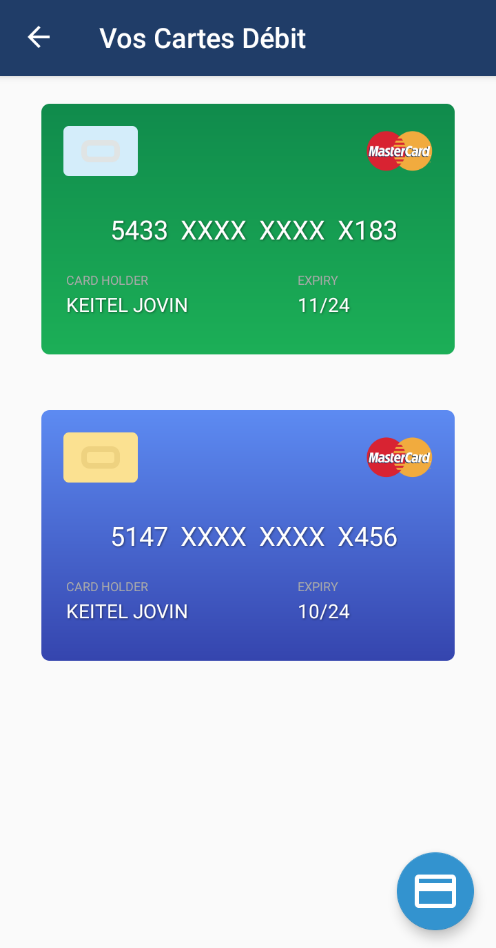 Vos Cartes Débit
MasterCard
5433 XXXX XXXX X183
CARD HOLDER EXPIRY
KEITEL JOVIN 11/24
MasterCard
5147 XXXX XXXX X456
CARD HOLDER EXPIRY
KEITEL JOVIN 10/24